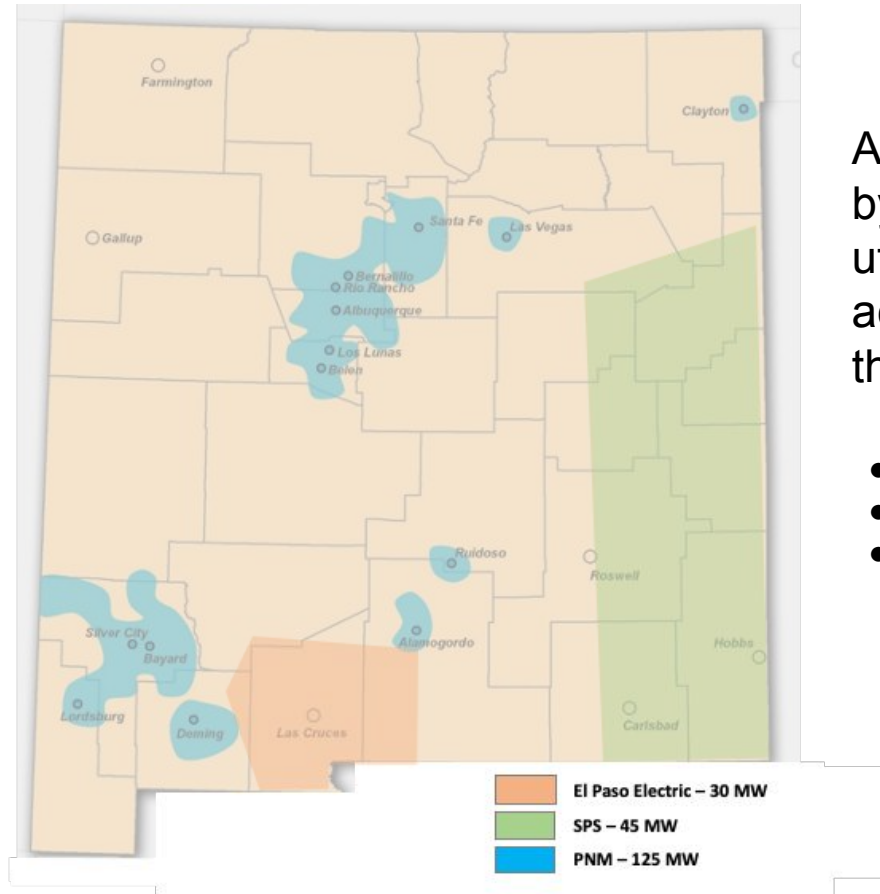 Farmington
Clayton
Santa Fe
Las Vegas
Gallup
Bernalillo
Rio Rancho
Albuquerque
Los Lunas
Belen
Ruidoso
Roswell
Silver City
Bayard
Alamogordo
Hobbs
Lordsburg
Deming
Las Cruces
Carlsbad
El Paso Electric – 30 MW
SPS – 45 MW
PNM – 125 MW
A
by